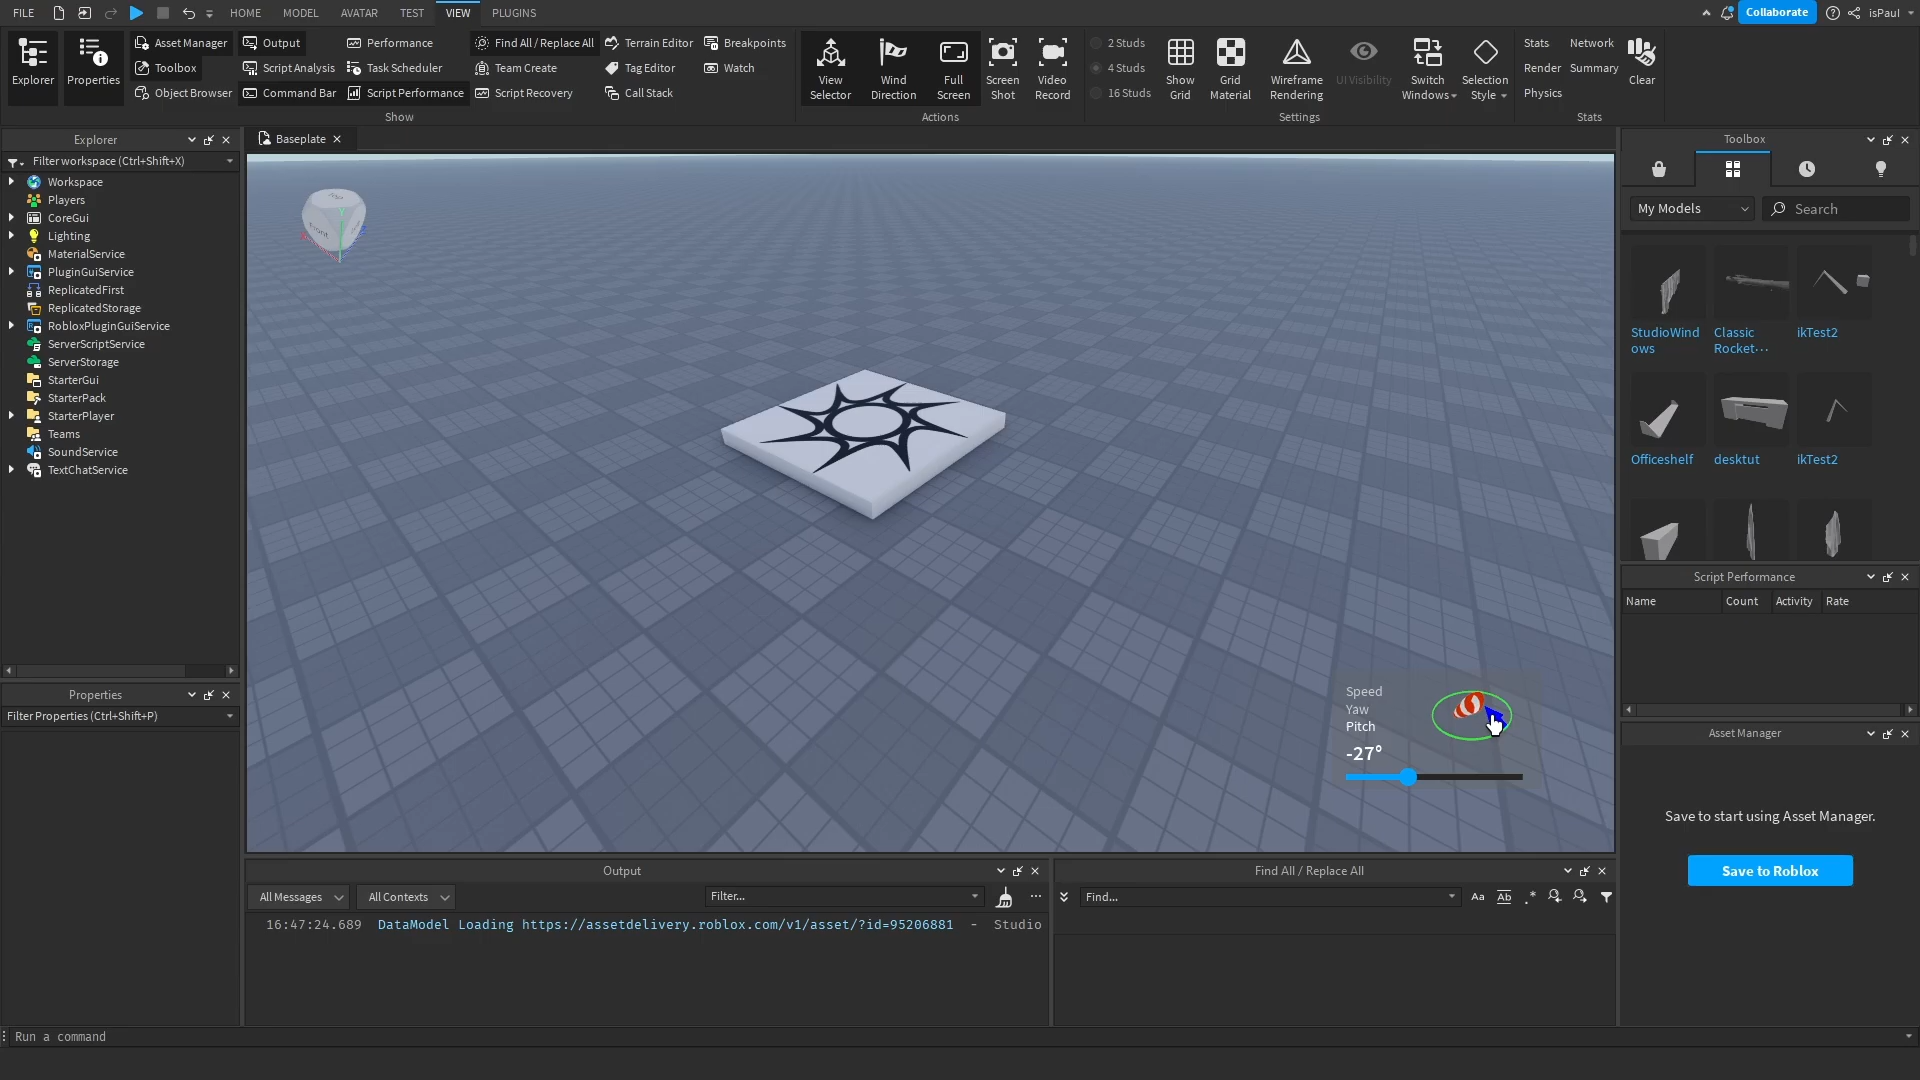 FILE HOME MODEL AVATAR TEST VIEW PLUGINS Collaborate isPaul
Explorer
Properties
Asset Manager
Toolbox
Object Browser
Output
Script Analysis
Command Bar
Performance
Task Scheduler
Script Performance
Find All / Replace All
Team Create
Script Recovery
Terrain Editor
Tag Editor
Call Stack
Breakpoints
Watch
Show
View
Selector
Wind
Direction
Full
Screen
Screen
Shot
Video
Record
Actions
2 Studs
4 Studs
16 Studs
Show
Grid
Grid
Material
Wireframe
Rendering
UI Visibility
Switch
Windows
Selection
Style
Settings
Stats
Render
Physics
Network
Summary
Clear
Stats
Explorer
Filter workspace (Ctrl+Shift+X)
Workspace
Players
CoreGui
Lighting
MaterialService
PluginGuiService
ReplicatedFirst
ReplicatedStorage
RobloxPluginGuiService
ServerScriptService
ServerStorage
StarterGui
StarterPack
StarterPlayer
Teams
SoundService
TextChatService
Properties
Filter Properties (Ctrl+Shift+P)
Baseplate
Front
Speed
Yaw
Pitch
-27°
Toolbox
My Models
Search
StudioWind
ows
Classic
Rocket...
ikTest2
Officeshelf
desktut
ikTest2
Script Performance
Name Count Activity Rate
Asset Manager
Save to start using Asset Manager.
Save to Roblox
Output
All Messages All Contexts Filter...
16:47:24.689 DataModel Loading https://assetdelivery.roblox.com/v1/asset/?id=95206881 - Studio
Find All / Replace All
Find... Aa Ab .*
Run a command